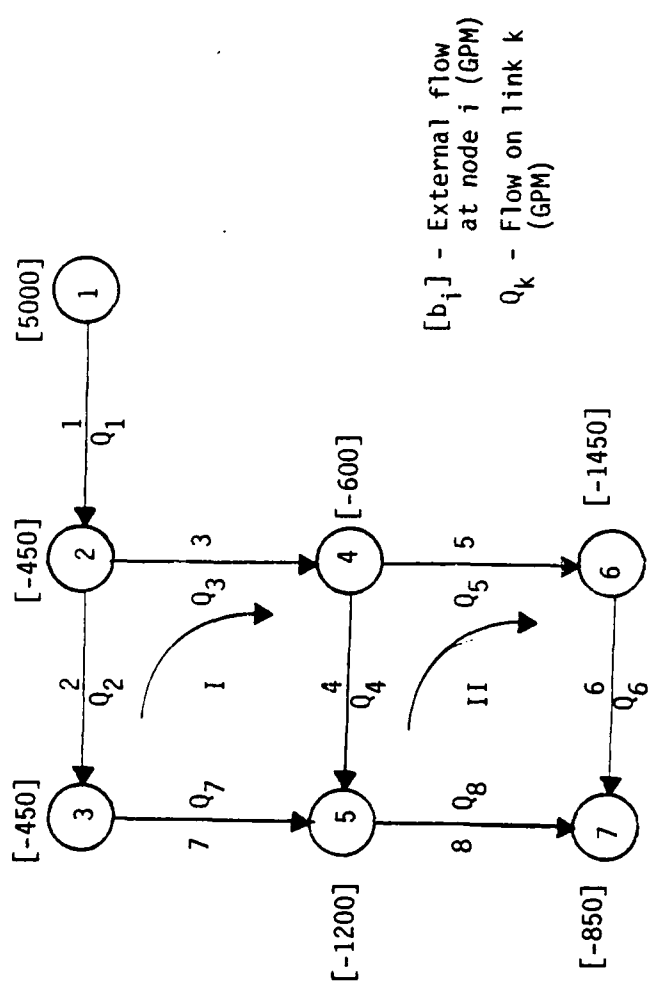 [-450] [-450] [5000]
2 1
3 2 1
Q2 Q1
7 Q7 Q3 3
I
4
[-1200] 5 4 [-600]
Q4
8 Q8 Q5 5
II
[bi] - External flow
at node i (GPM)
Qk - Flow on link k
(GPM)
6
[-850] 7 6 [-1450]
Q6